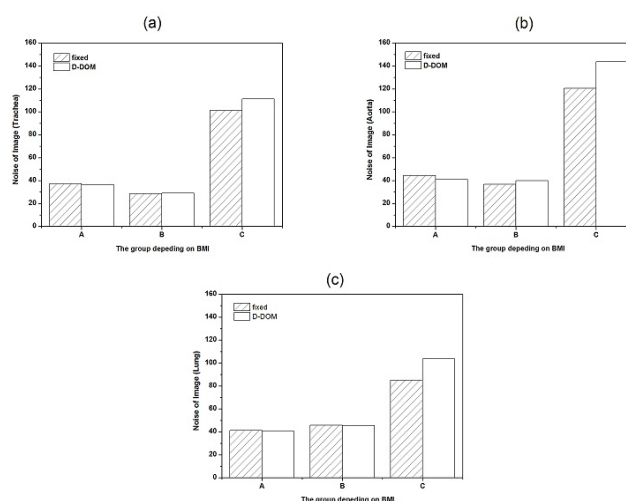 (a)
160
140
120
100
80
60
40
20
0
Noise of Image (Trachea)
fixed
D-DOM
A
B
C
The group depeding on BMI
(b)
160
140
120
100
80
60
40
20
0
Noise of Image (Aorta)
fixed
D-DOM
A
B
C
The group depeding on BMI
(c)
160
140
120
100
80
60
40
20
0
Noise of Image (Lung)
fixed
D-DOM
A
B
C
The group depeding on BMI